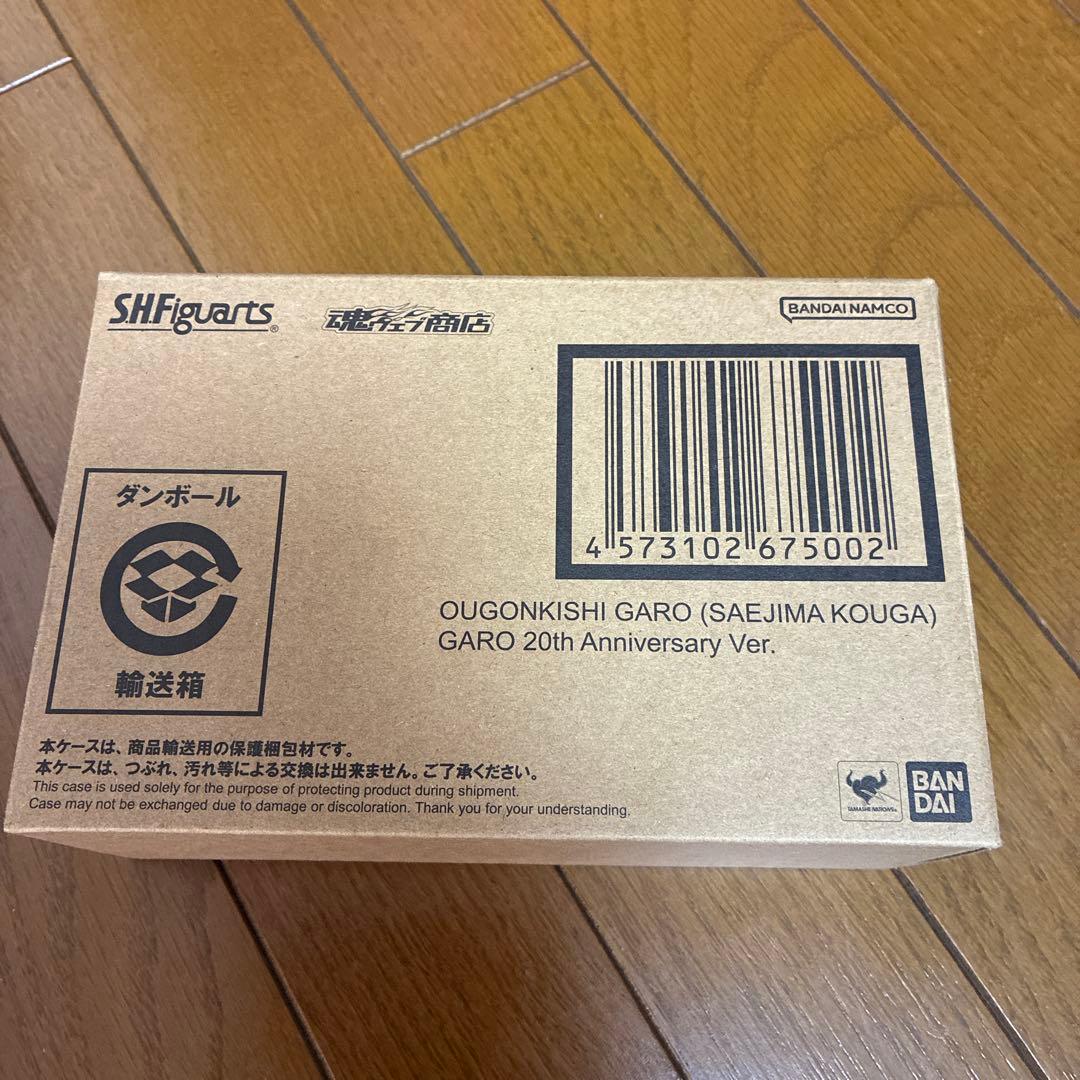 S.H.Figuarts®
魂ウェブ商店
BANDAI NAMCO
4 573102 675002
OUGONKISHI GARO (SAEJIMA KOUGA)
GARO 20th Anniversary Ver.
ダンボール
輸送箱
本ケースは、商品輸送用の保護梱包材です。
本ケースは、つぶれ、汚れ等による交換は出来ません。ご了承ください。
This case is used solely for the purpose of protecting product during shipment.
Case may not be exchanged due to damage or discoloration. Thank you for your understanding.
TAMASHII NATIONS
BAN
DAI